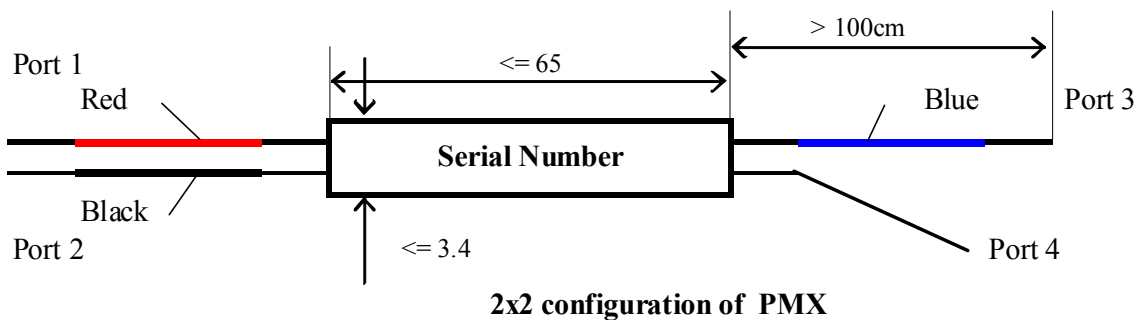 > 100cm
Port 1
<= 65
Red
Blue
Port 3
Serial Number
Black
Port 2
<= 3.4
Port 4
2x2 configuration of PMX